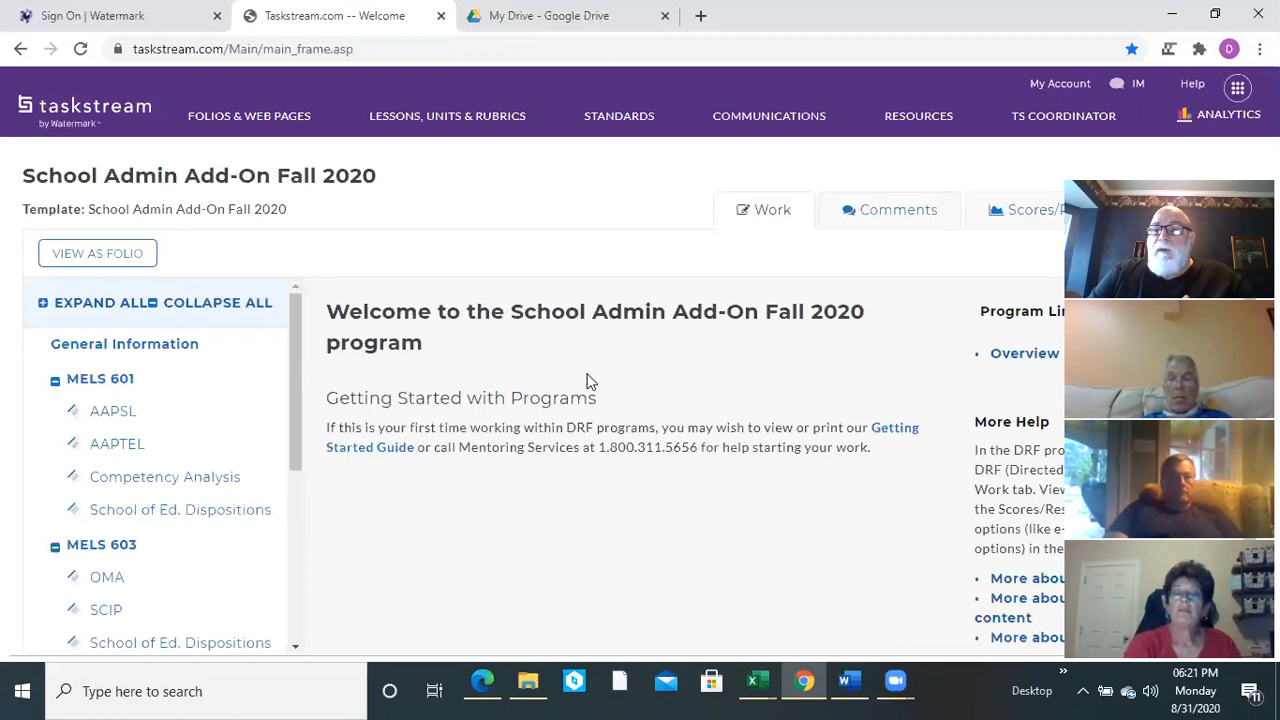 Sign On | Watermark
Taskstream.com -- Welcome
My Drive - Google Drive
taskstream.com/Main/main_frame.asp
D
My Account
IM
Help
taskstream
by Watermark
FOLIOS & WEB PAGES
LESSONS, UNITS & RUBRICS
STANDARDS
COMMUNICATIONS
RESOURCES
TS COORDINATOR
ANALYTICS
School Admin Add-On Fall 2020
Template: School Admin Add-On Fall 2020
Work
Comments
Scores/
VIEW AS FOLIO
EXPAND ALL
COLLAPSE ALL
General Information
MELS 601
AAPSL
AAPTEL
Competency Analysis
School of Ed. Dispositions
MELS 603
OMA
SCIP
School of Ed. Dispositions
Welcome to the School Admin Add-On Fall 2020
program
Getting Started with Programs
If this is your first time working within DRF programs, you may wish to view or print our Getting
Started Guide or call Mentoring Services at 1.800.311.5656 for help starting your work.
Program Li
Overview
More Help
In the DRF pro
DRF (Directed
Work tab. View
the Scores/Res
options (like e-
options) in the
More abou
More abou
content
More abou
Type here to search
Desktop
06:21 PM
Monday
8/31/2020
11